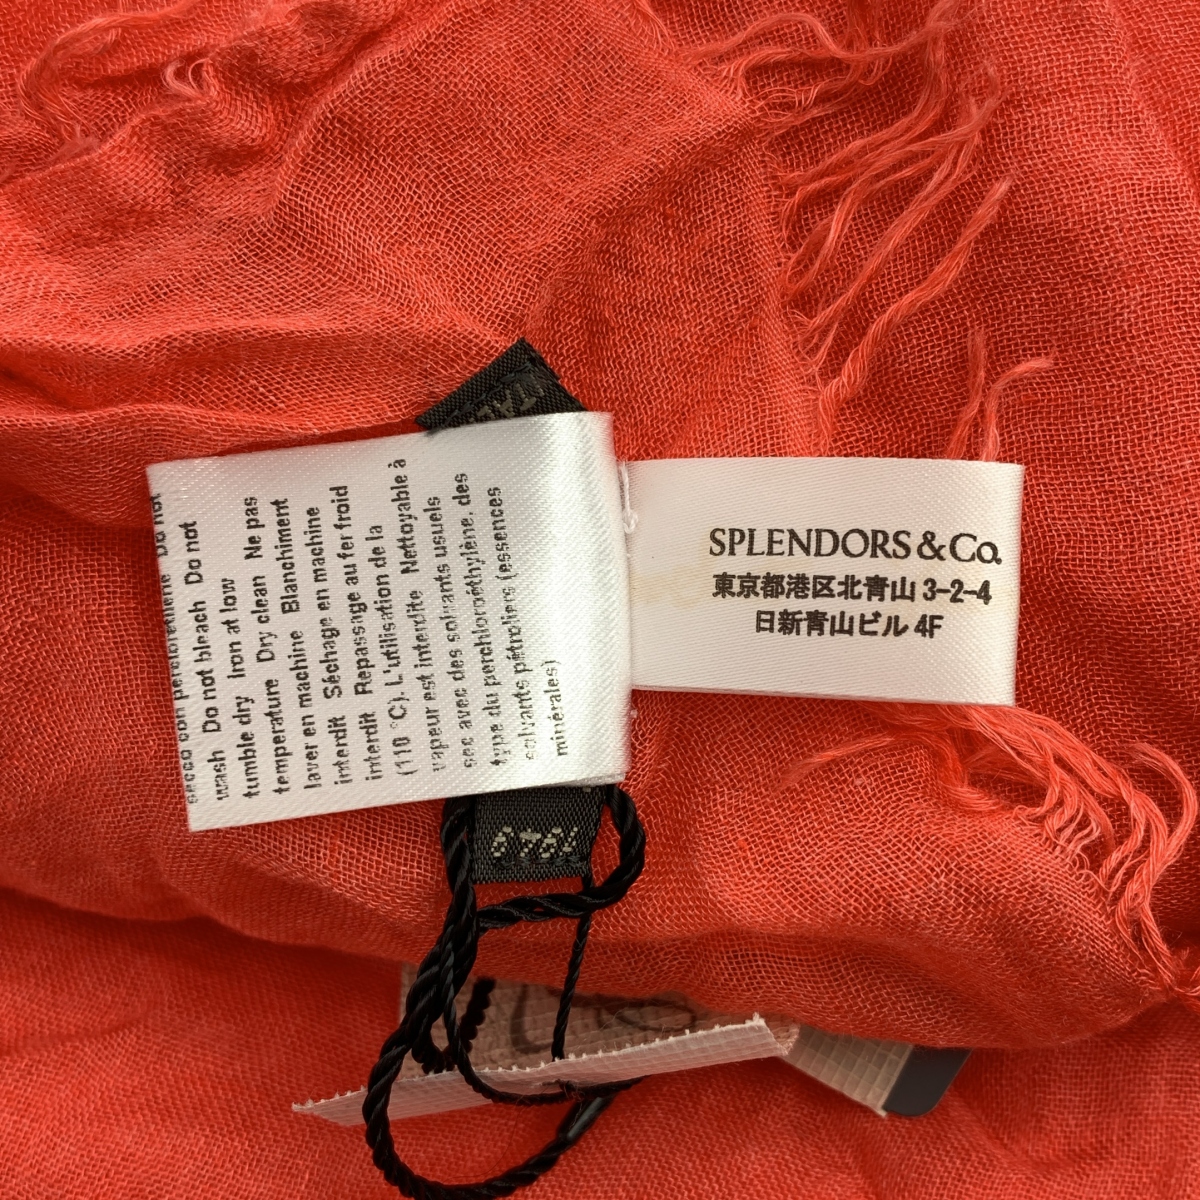 secco con percloroetilene Do not
wash Do not bleach Do not
tumble dry Iron at low
temperature Dry clean Ne pas
laver en machine Blanchiment
interdit Séchage en machine
interdit Repassage au fer froid
(110 °C). L'utilisation de la
vapeur est interdite Nettoyable à
sec avec des solvants usuels
type du perchloroéthylène, des
solvants pétroliers (essences
minérales)
SPLENDORS & Co.
東京都港区北青山 3-2-4
日新青山ビル 4F